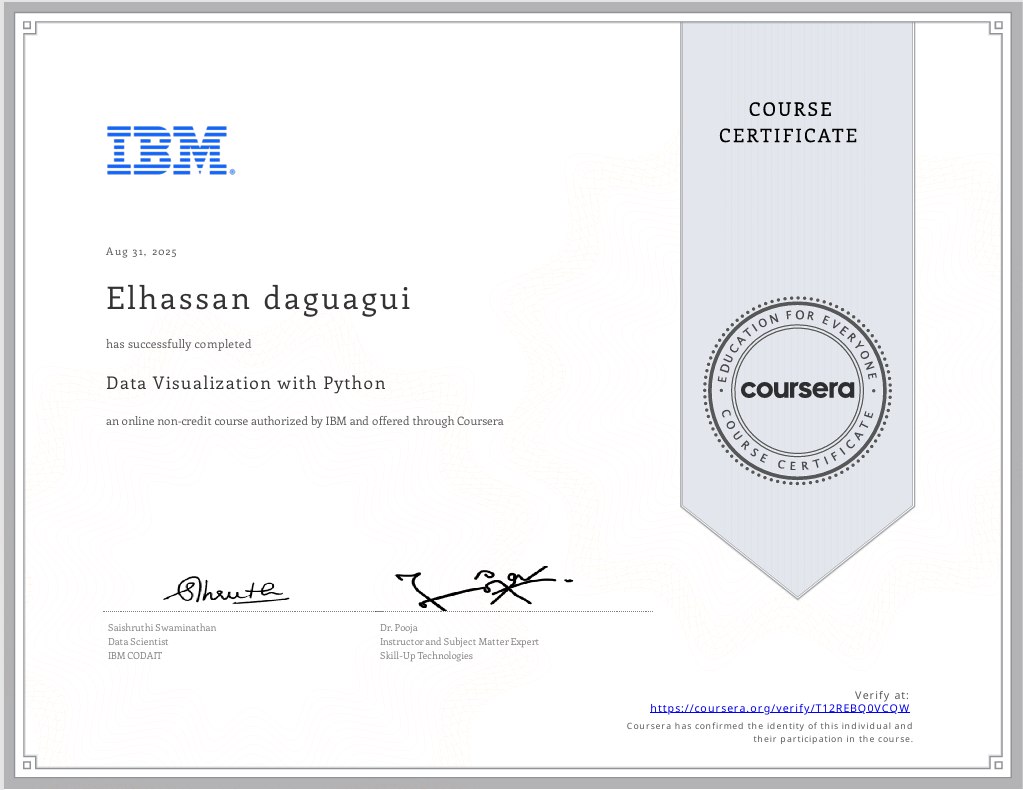 COURSE
CERTIFICATE
IBM®
Aug 31, 2025
Elhassan daguagui
has successfully completed
Data Visualization with Python
an online non-credit course authorized by IBM and offered through Coursera
EDUCATION FOR EVERYONE
coursera
COURSE CERTIFICATE
Saishruthi Swaminathan
Data Scientist
IBM CODAIT
Dr. Pooja
Instructor and Subject Matter Expert
Skill-Up Technologies
Verify at:
https://coursera.org/verify/T12REBQ0VCQW
Coursera has confirmed the identity of this individual and
their participation in the course.